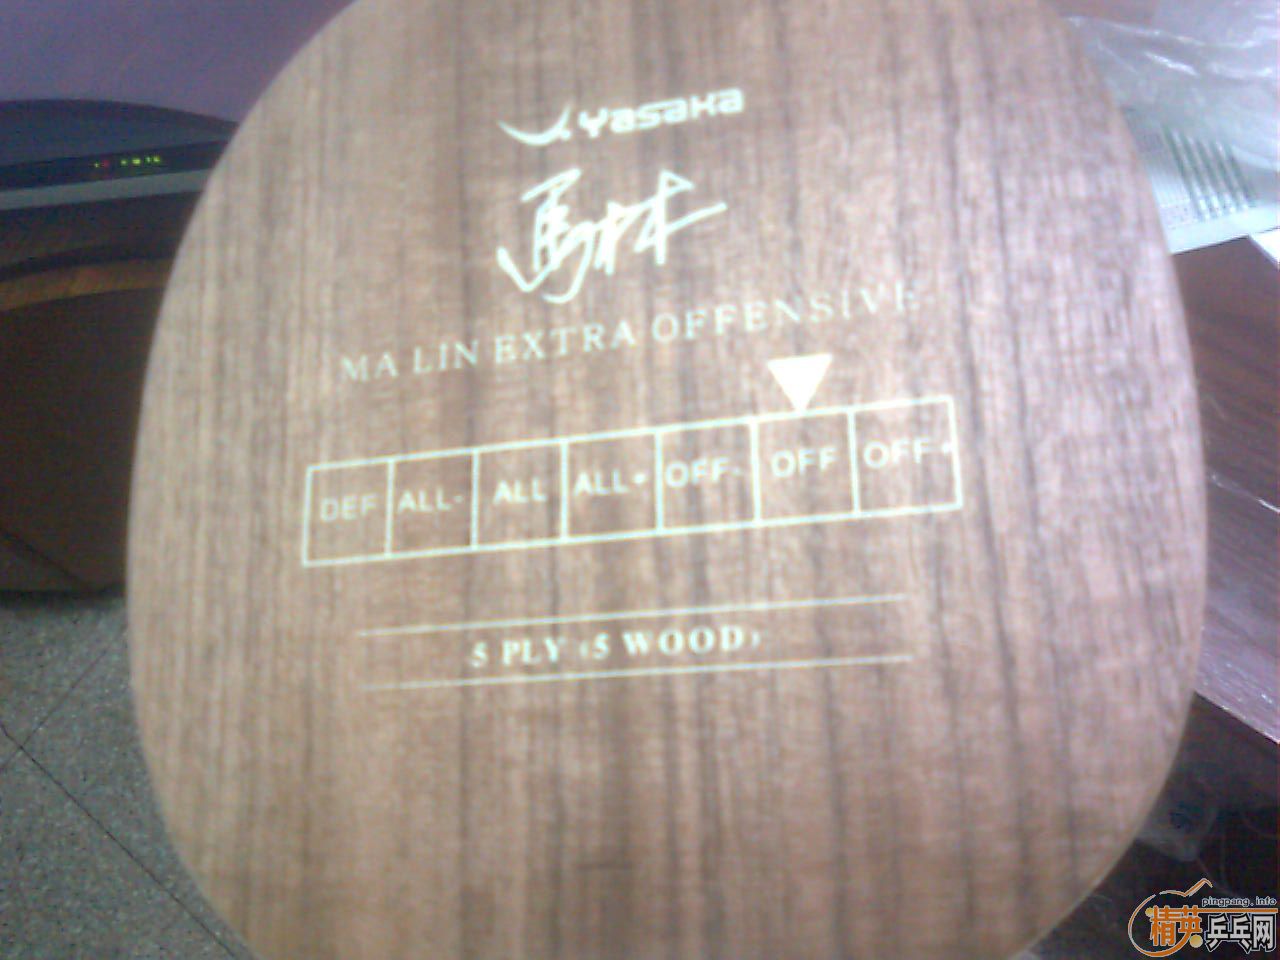 Yasaka
馬林
MA LIN EXTRA OFFENSIVE
DEF ALL- ALL ALL+ OFF- OFF OFF+
5 PLY (5 WOOD)
pingpang.info
精英乒乓网